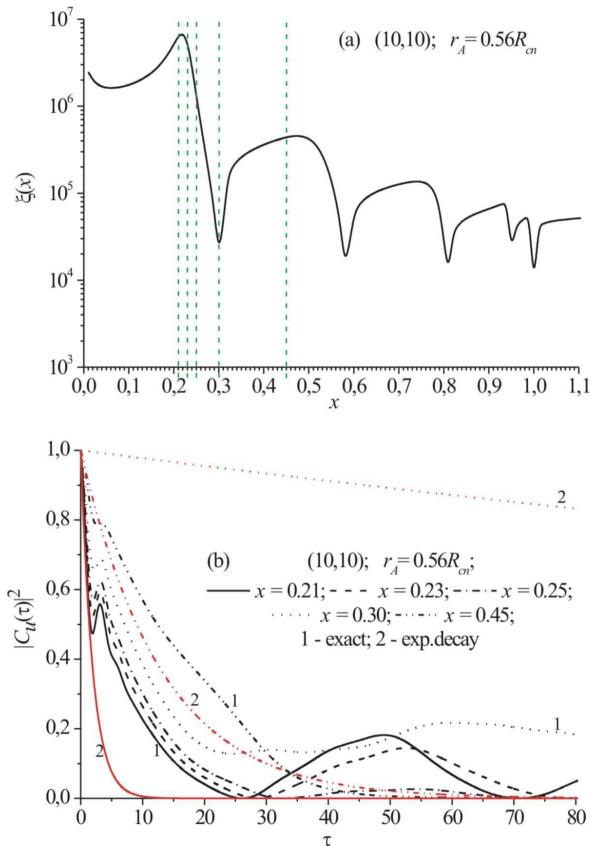 10^7
(a) (10,10); r_A = 0.56R_cn
10^6
ξ(x)
10^5
10^4
10^3
0,0 0,1 0,2 0,3 0,4 0,5 0,6 0,7 0,8 0,9 1,0 1,1
x
1,0
2
0,8
(b) (10,10); r_A = 0.56R_cn;
x = 0.21; x = 0.23; x = 0.25;
|C_u(τ)|^2
0,6
x = 0.30; x = 0.45;
1 - exact; 2 - exp.decay
0,4
2 1
0,2
1
2 1
0,0
0 10 20 30 40 50 60 70 80
τ